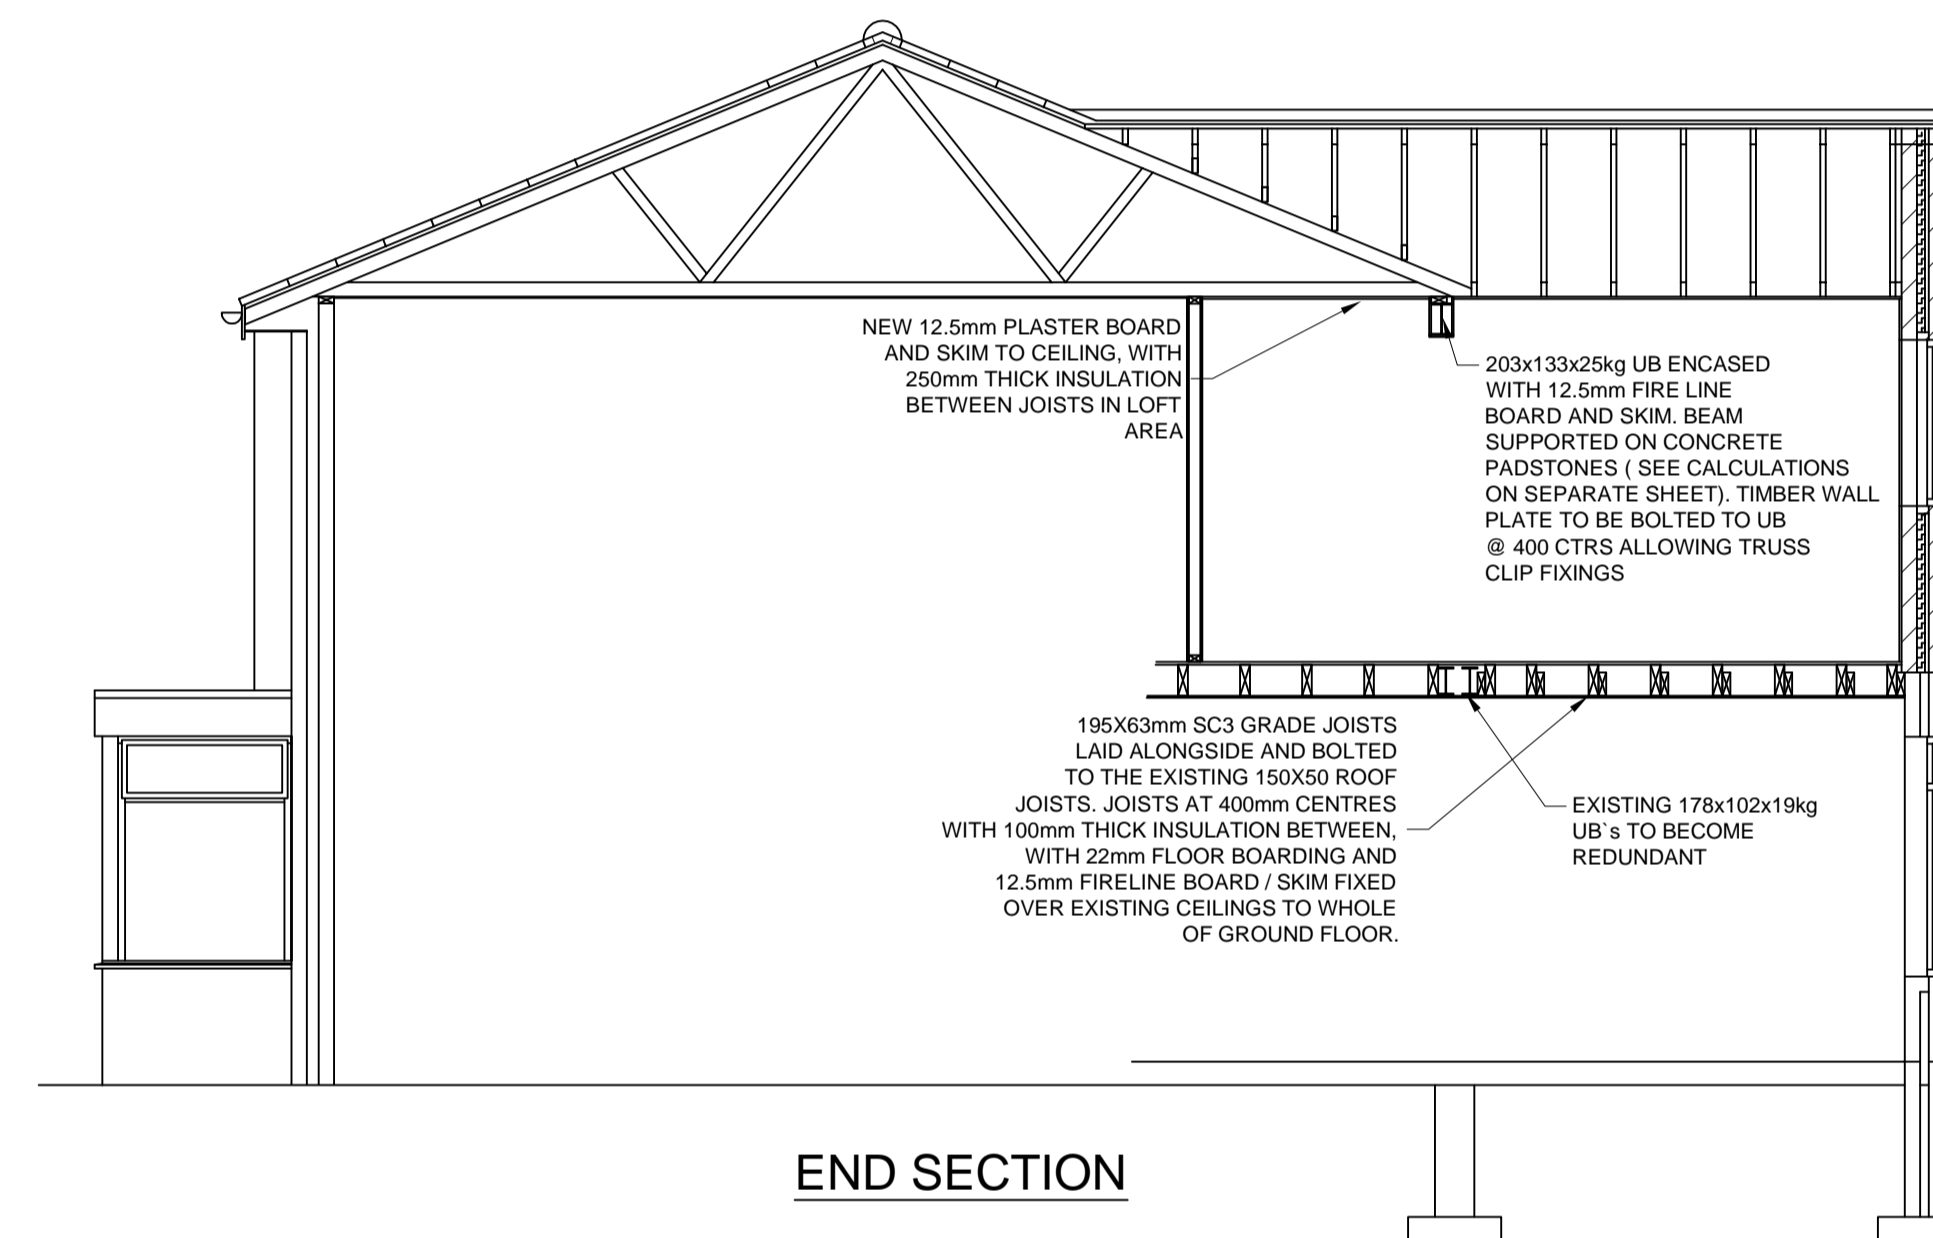 NEW 12.5mm PLASTER BOARD
AND SKIM TO CEILING, WITH
250mm THICK INSULATION
BETWEEN JOISTS IN LOFT
AREA
203x133x25kg UB ENCASED
WITH 12.5mm FIRE LINE
BOARD AND SKIM. BEAM
SUPPORTED ON CONCRETE
PADSTONES ( SEE CALCULATIONS
ON SEPARATE SHEET). TIMBER WALL
PLATE TO BE BOLTED TO UB
@ 400 CTRS ALLOWING TRUSS
CLIP FIXINGS
195X63mm SC3 GRADE JOISTS
LAID ALONGSIDE AND BOLTED
TO THE EXISTING 150X50 ROOF
JOISTS. JOISTS AT 400mm CENTRES
WITH 100mm THICK INSULATION BETWEEN,
WITH 22mm FLOOR BOARDING AND
12.5mm FIRELINE BOARD / SKIM FIXED
OVER EXISTING CEILINGS TO WHOLE
OF GROUND FLOOR.
EXISTING 178x102x19kg
UB`s TO BECOME
REDUNDANT
END SECTION